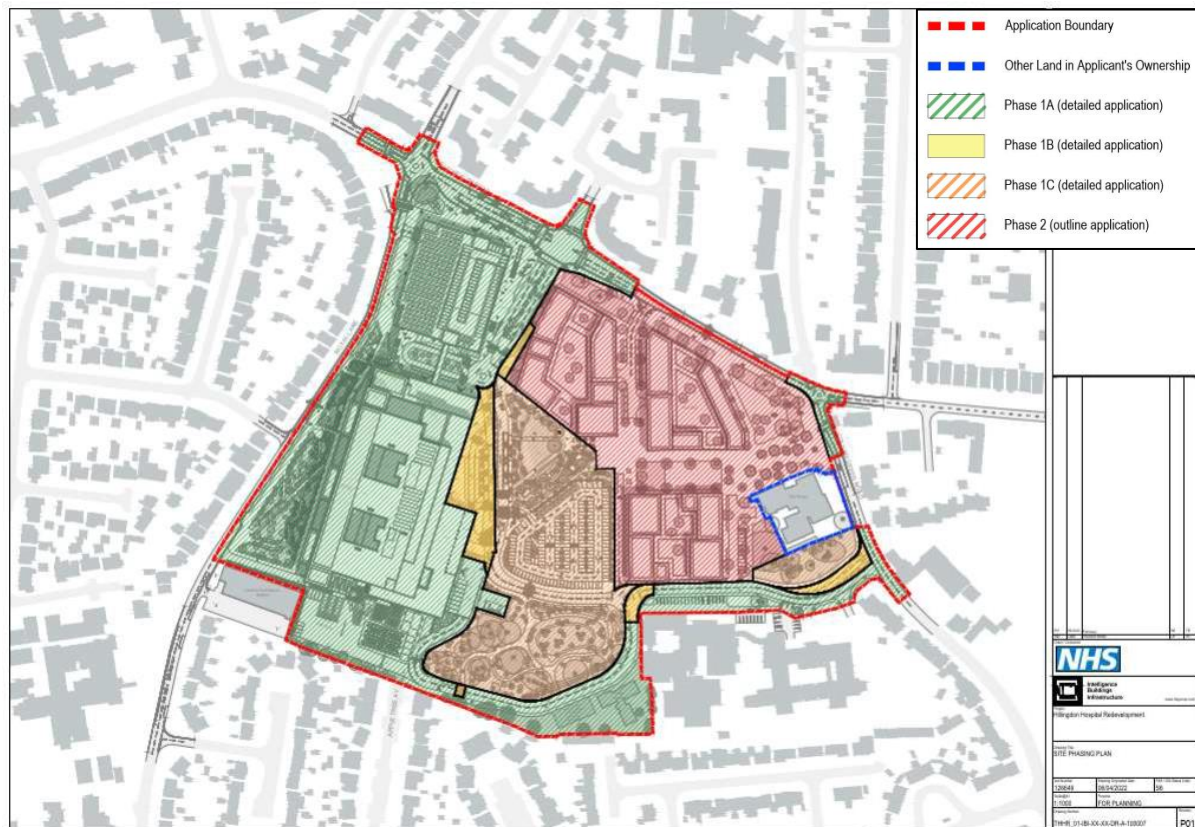 Application Boundary
Other Land in Applicant's Ownership
Phase 1A (detailed application)
Phase 1B (detailed application)
Phase 1C (detailed application)
Phase 2 (outline application)
NHS
Intelligence
Buildings
Infrastructure
Hillingdon Hospital Redevelopment
SITE PHASING PLAN
08/04/2022
S6
1:1000
FOR PLANNING
P01